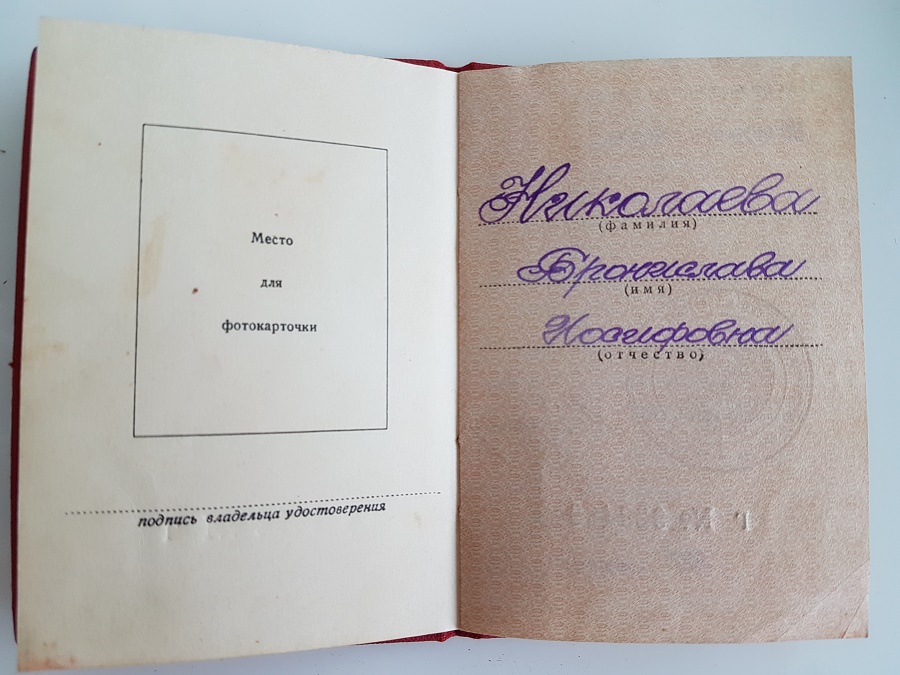 Место
для
фотокарточки
подпись владельца удостоверения
Николаева
(фамилия)
Бронислава
(имя)
Иосифовна
(отчество)